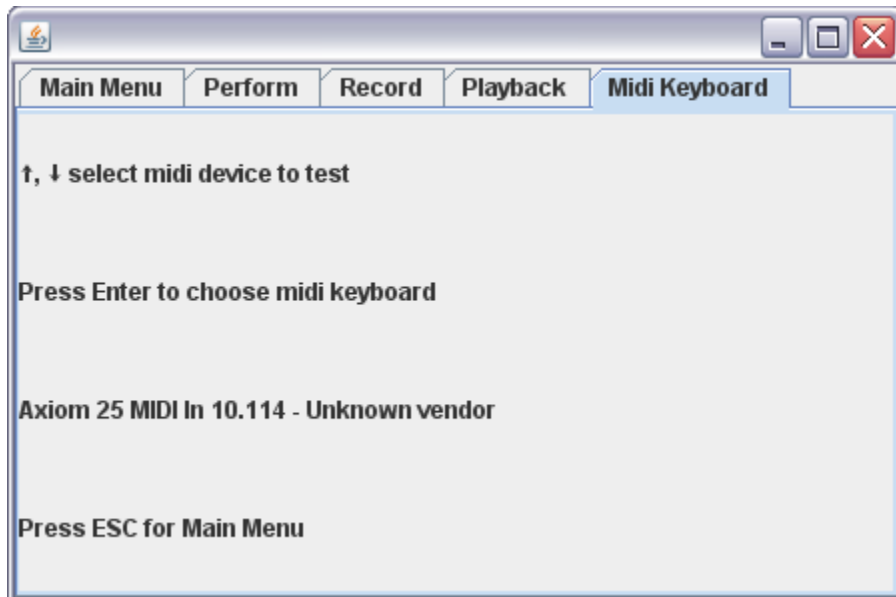 Main Menu Perform Record Playback Midi Keyboard
↑, ↓ select midi device to test
Press Enter to choose midi keyboard
Axiom 25 MIDI In 10.114 - Unknown vendor
Press ESC for Main Menu